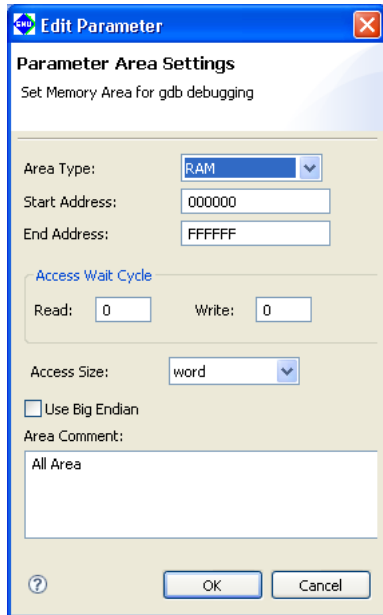 GNU Edit Parameter
Parameter Area Settings
Set Memory Area for gdb debugging
Area Type: RAM
Start Address: 000000
End Address: FFFFFF
Access Wait Cycle
Read: 0 Write: 0
Access Size: word
Use Big Endian
Area Comment:
All Area
? OK Cancel